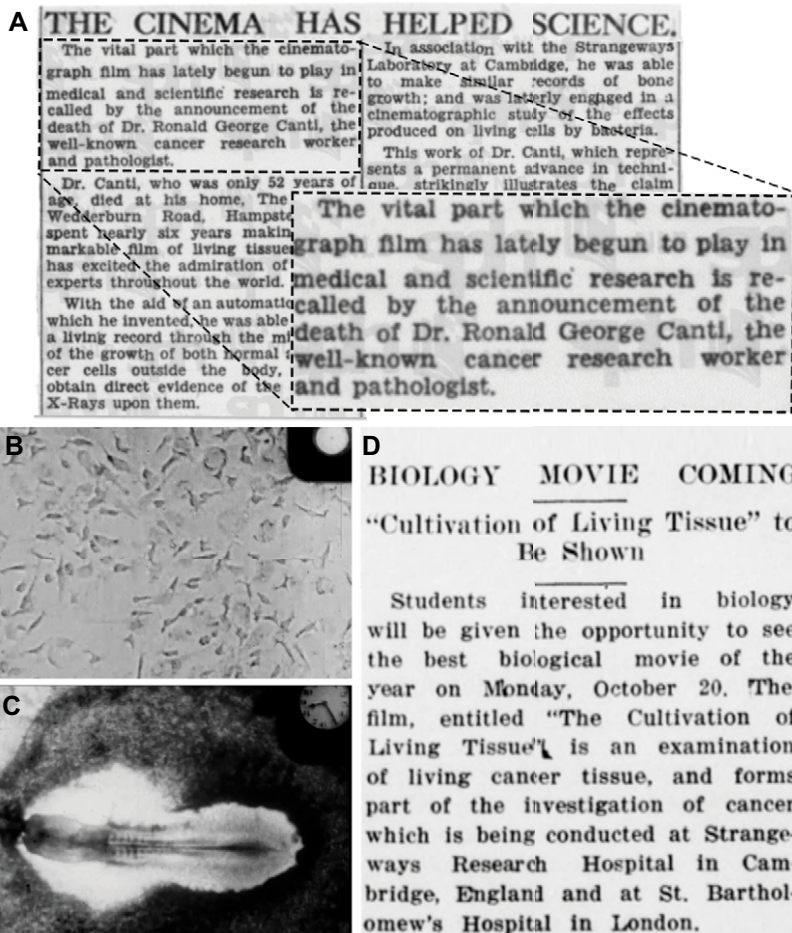 A
THE CINEMA HAS HELPED SCIENCE.
The vital part which the cinemato-
graph film has lately begun to play in
medical and scientific research is re-
called by the announcement of the
death of Dr. Ronald George Canti, the
well-known cancer research worker
and pathologist.
Dr. Canti, who was only 52 years of
age, died at his home, The
Wedderburn Road, Hampste
spent nearly six years makin
markable film of living tissue
has excited the admiration of
experts throughout the world.
With the aid of an automatic
which he invented, he was able
a living record through the mi
of the growth of both normal
cer cells outside the body,
obtain direct evidence of the
X-Rays upon them.
In association with the Strangeways
Laboratory at Cambridge, he was able
to make similar records of bone
growth; and was latterly engaged in a
cinematographic study of the effects
produced on living cells by bacteria.
This work of Dr. Canti, which repre-
sents a permanent advance in techni-
que, strikingly illustrates the claim
The vital part which the cinemato-
graph film has lately begun to play in
medical and scientific research is re-
called by the announcement of the
death of Dr. Ronald George Canti, the
well-known cancer research worker
and pathologist.
B
C
D
BIOLOGY MOVIE COMING
"Cultivation of Living Tissue" to
Be Shown
Students interested in biology
will be given the opportunity to see
the best biological movie of the
year on Monday, October 20. The
film, entitled "The Cultivation of
Living Tissue" is an examination
of living cancer tissue, and forms
part of the investigation of cancer
which is being conducted at Strange-
ways Research Hospital in Cam-
bridge, England and at St. Barthol-
omew's Hospital in London.